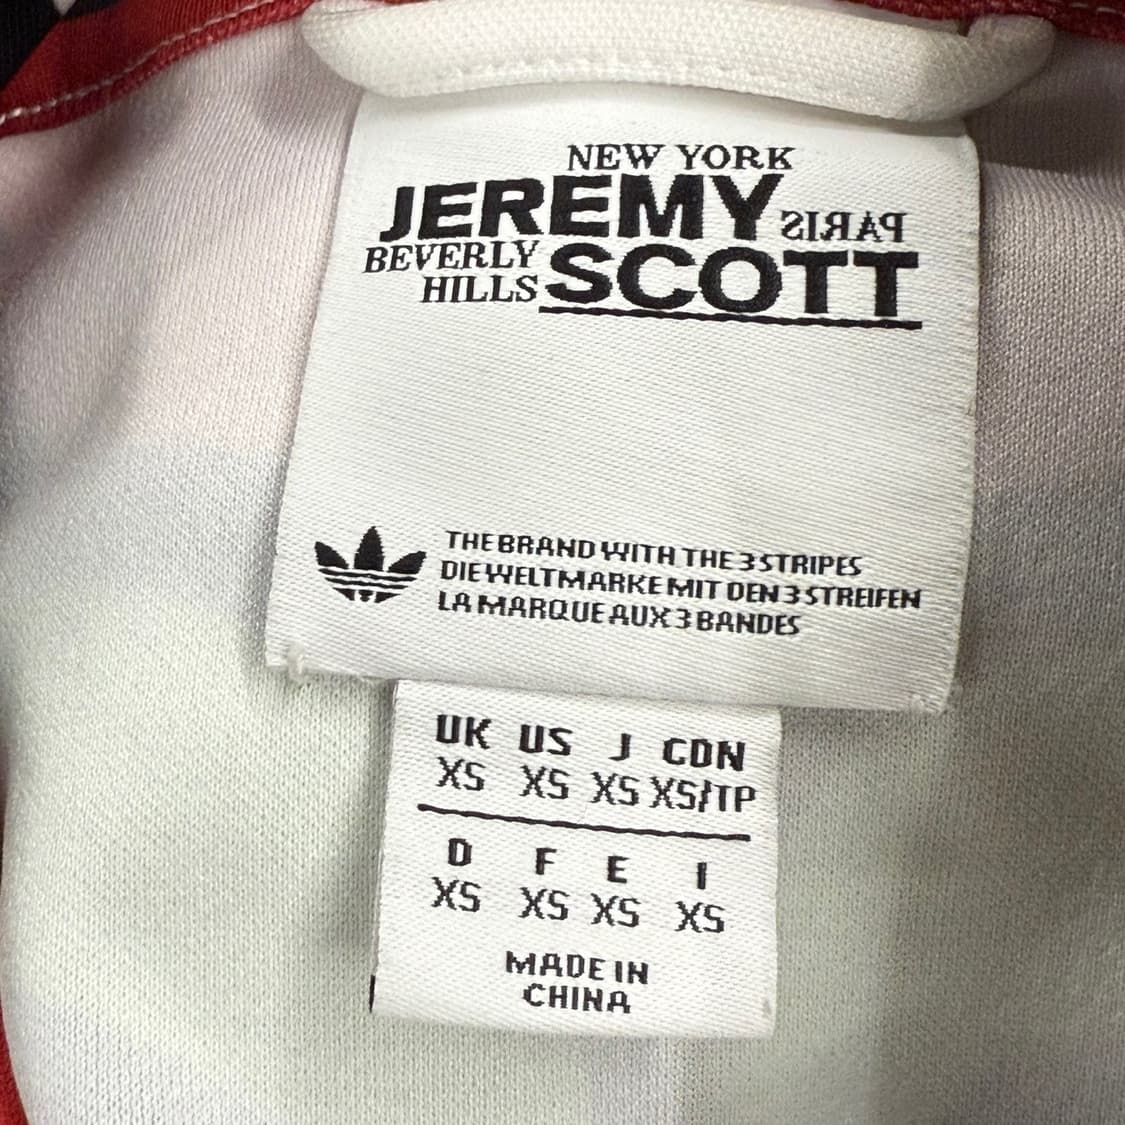 NEW YORK
JEREMY PARIS
BEVERLY HILLS SCOTT
THE BRAND WITH THE 3 STRIPES
DIE WELTMARKE MIT DEN 3 STREIFEN
LA MARQUE AUX 3 BANDES
UK US J CDN
XS XS XS XS/TP
D F E I
XS XS XS XS
MADE IN
CHINA